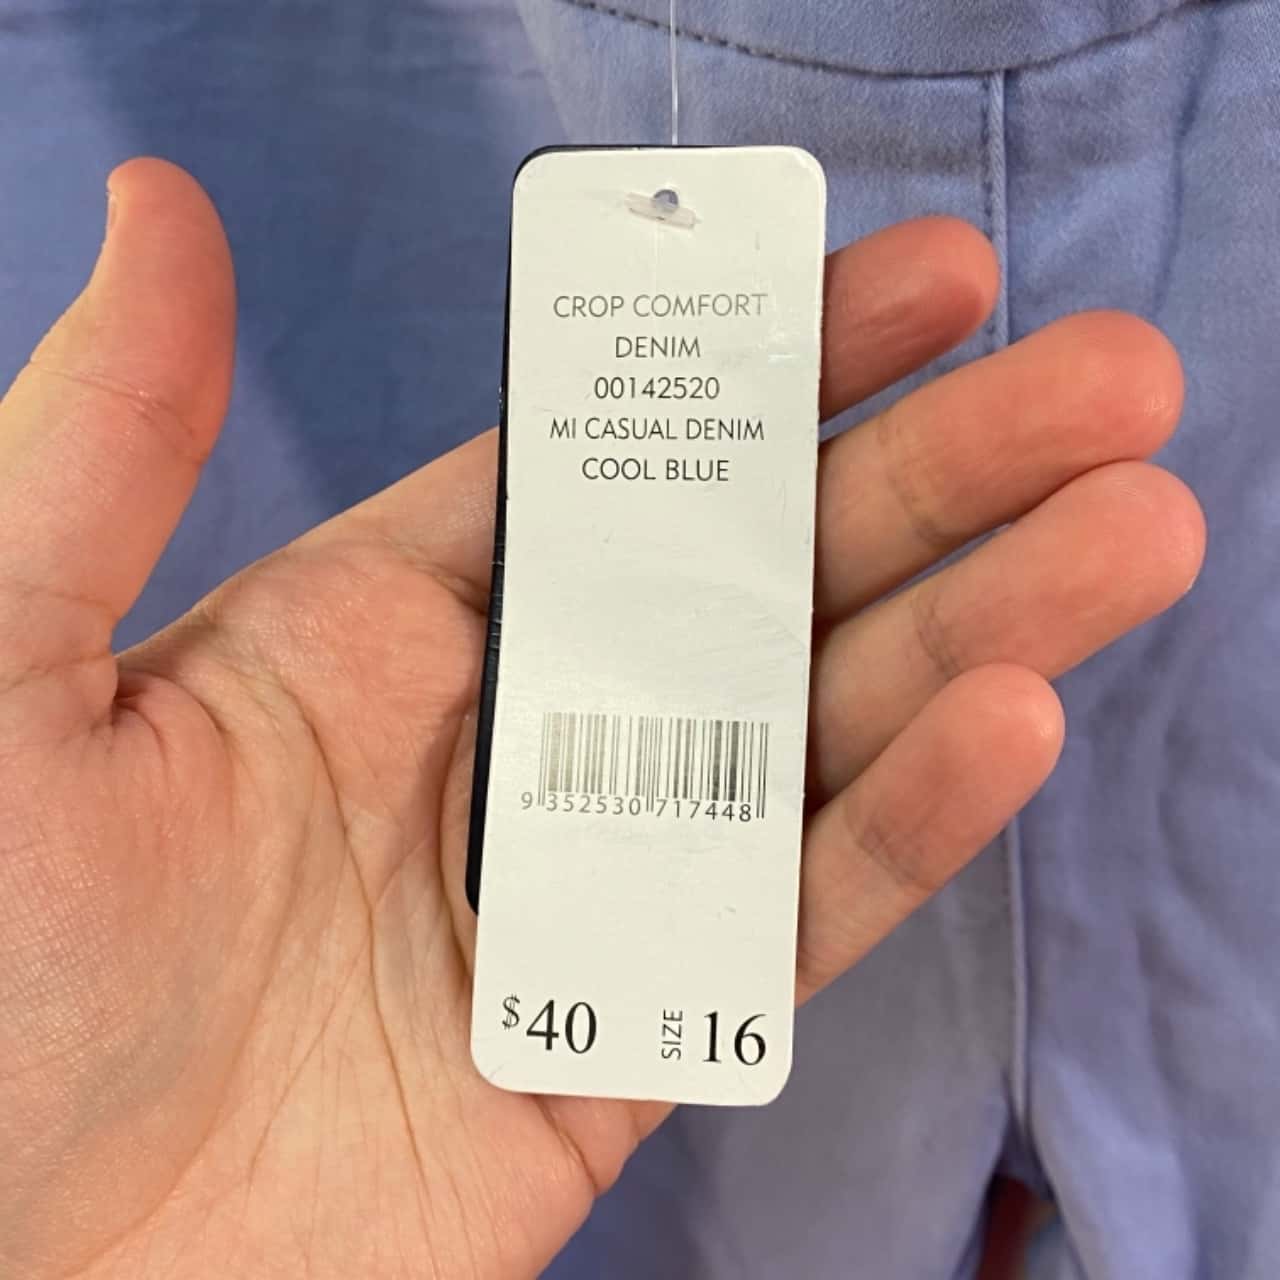 CROP COMFORT
DENIM
00142520
MI CASUAL DENIM
COOL BLUE
9 352530 717448
$40 SIZE 16